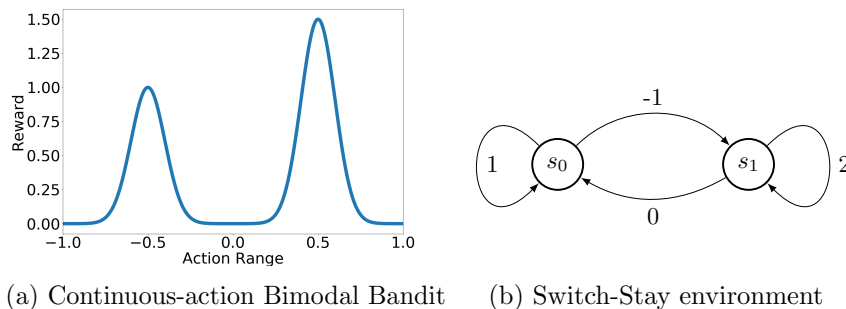 1.50
1.25
1.00
0.75
0.50
0.25
0.00
Reward
−1.0 −0.5 0.0 0.5 1.0
Action Range
-1
1 s₀ s₁ 2
0
(a) Continuous-action Bimodal Bandit (b) Switch-Stay environment